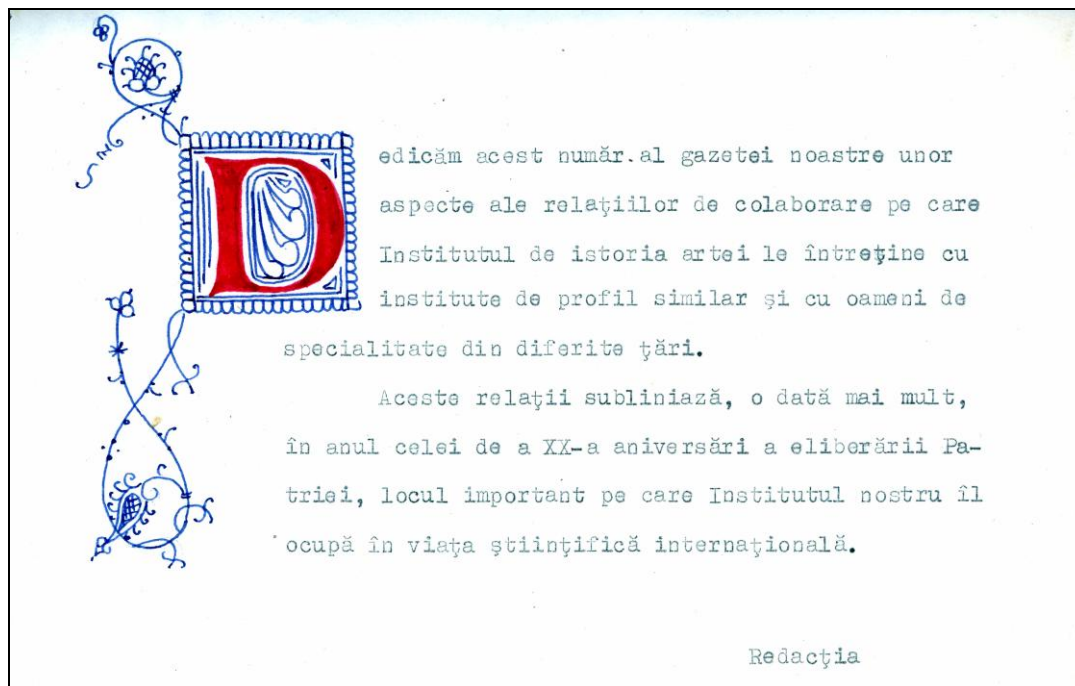 Dedicăm acest număr.al gazetei noastre unor
aspecte ale relaţiilor de colaborare pe care
Institutul de istoria artei le întreţine cu
institute de profil similar şi cu oameni de
specialitate din diferite ţări.
Aceste relaţii subliniază, o dată mai mult,
în anul celei de a XX-a aniversări a eliberării Pa-
triei, locul important pe care Institutul nostru îl
ocupă în viaţa ştiinţifică internaţională.
Redacţia